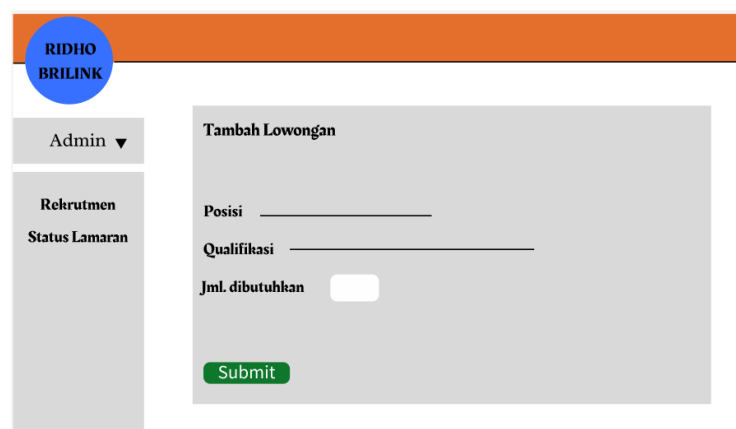 RIDHO
BRILINK
Admin
Rekrutmen
Status Lamaran
Tambah Lowongan
Posisi
Qualifikasi
Jml. dibutuhkan
Submit